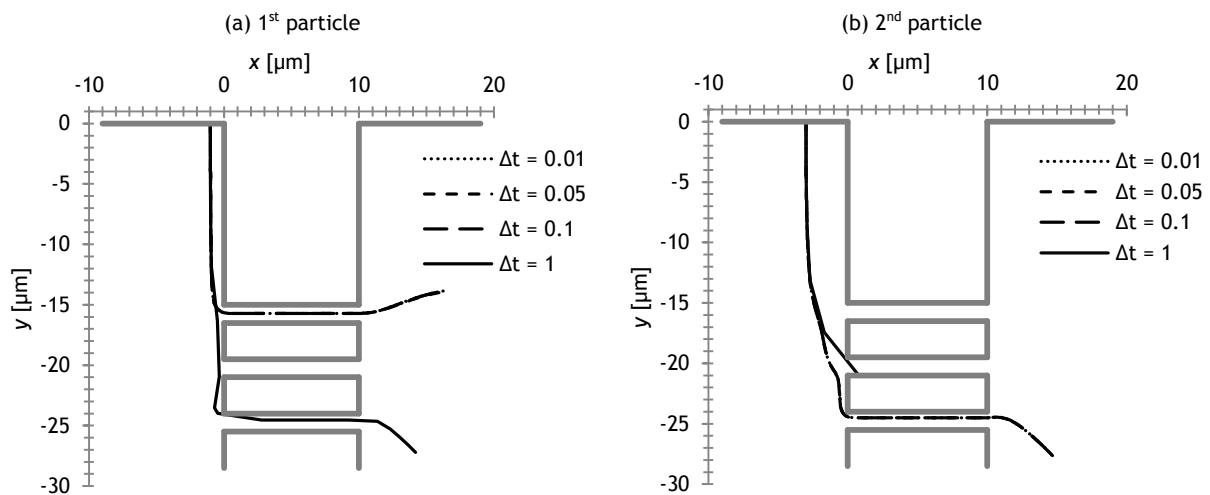 (a) 1st particle
x [µm]
-10 0 10 20
0
-5
-10
-15
-20
-25
-30
y [µm]
Δt = 0.01
Δt = 0.05
Δt = 0.1
Δt = 1
(b) 2nd particle
x [µm]
-10 0 10 20
0
-5
-10
-15
-20
-25
-30
y [µm]
Δt = 0.01
Δt = 0.05
Δt = 0.1
Δt = 1